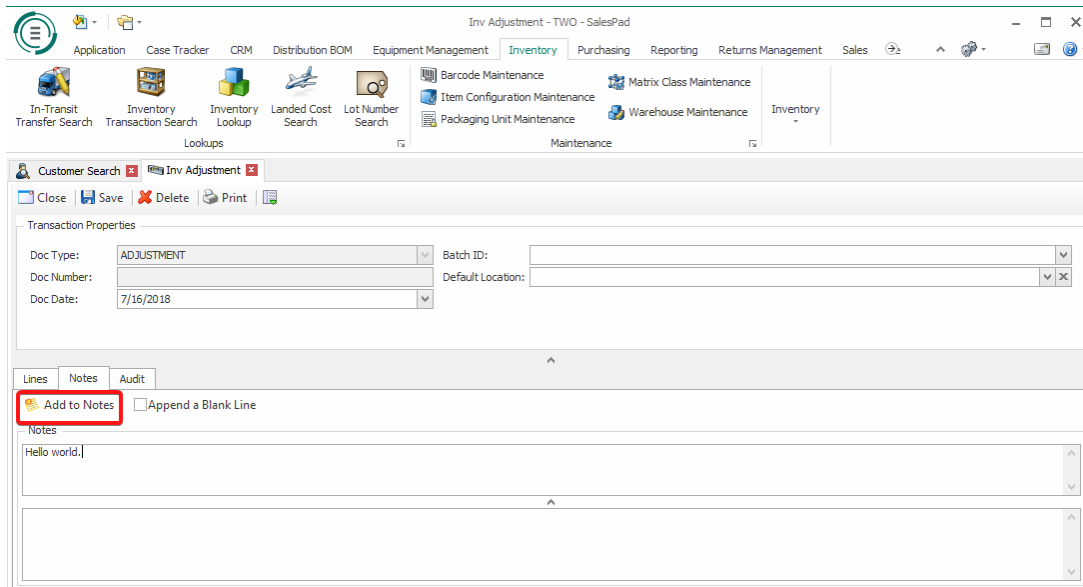 Inv Adjustment - TWO - SalesPad
Application Case Tracker CRM Distribution BOM Equipment Management Inventory Purchasing Reporting Returns Management Sales
In-Transit Transfer Search
Inventory Transaction Search
Inventory Lookup
Landed Cost Search
Lot Number Search
Lookups
Barcode Maintenance
Item Configuration Maintenance
Packaging Unit Maintenance
Matrix Class Maintenance
Warehouse Maintenance
Maintenance
Inventory
Customer Search Inv Adjustment
Close Save Delete Print
Transaction Properties
Doc Type: ADJUSTMENT Batch ID:
Doc Number: Default Location:
Doc Date: 7/16/2018
Lines Notes Audit
Add to Notes Append a Blank Line
Notes
Hello world.